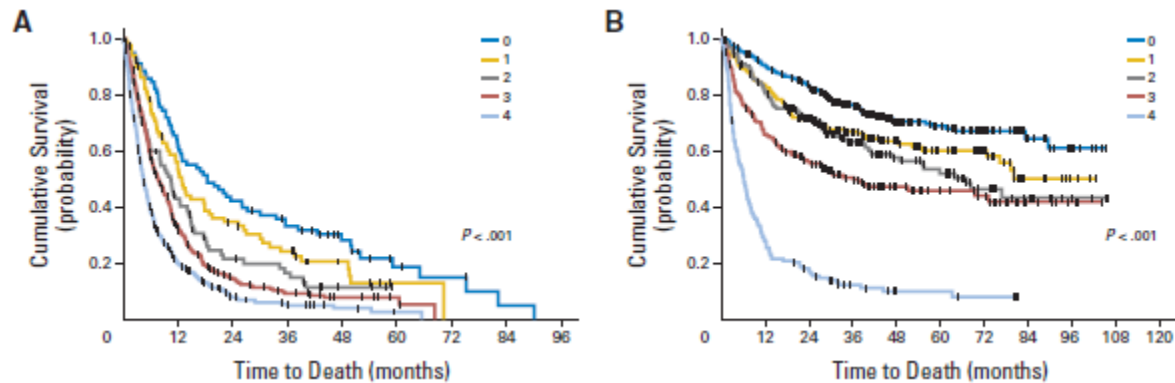 A
Cumulative Survival
(probability)
1.0
0.8
0.6
0.4
0.2
0
0
1
2
3
4
P < .001
12 24 36 48 60 72 84 96
Time to Death (months)
B
Cumulative Survival
(probability)
1.0
0.8
0.6
0.4
0.2
0
0
1
2
3
4
P < .001
12 24 36 48 60 72 84 96 108 120
Time to Death (months)